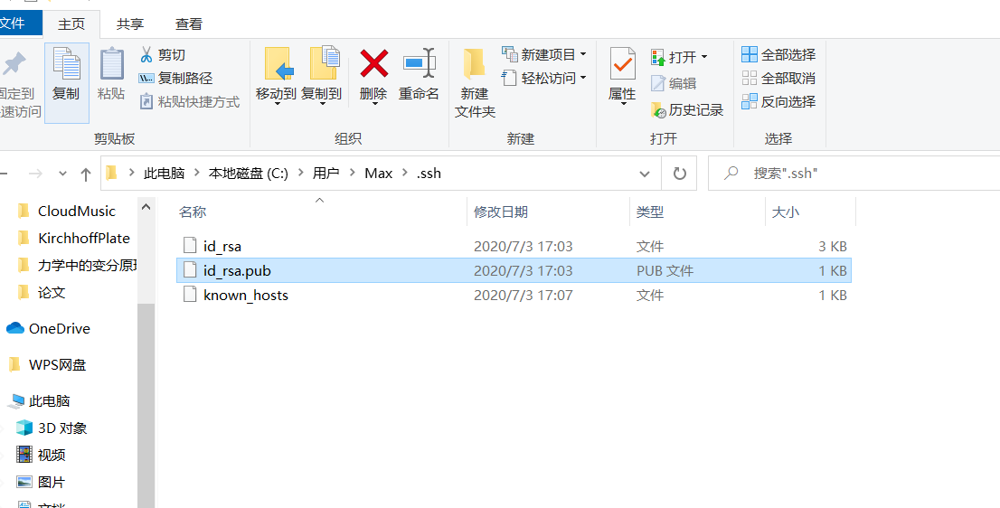 文件 主页 共享 查看
剪切
复制路径
粘贴快捷方式
固定到
快速访问
复制
粘贴
剪贴板
移动到 复制到 删除 重命名
组织
新建
文件夹
新建项目
轻松访问
新建
属性
打开
编辑
历史记录
打开
全部选择
全部取消
反向选择
选择
此电脑 本地磁盘 (C:) 用户 Max .ssh
搜索".ssh"
名称 修改日期 类型 大小
id_rsa 2020/7/3 17:03 文件 3 KB
id_rsa.pub 2020/7/3 17:03 PUB 文件 1 KB
known_hosts 2020/7/3 17:07 文件 1 KB
CloudMusic
KirchhoffPlate
力学中的变分原理
论文
OneDrive
WPS网盘
此电脑
3D 对象
视频
图片
文档